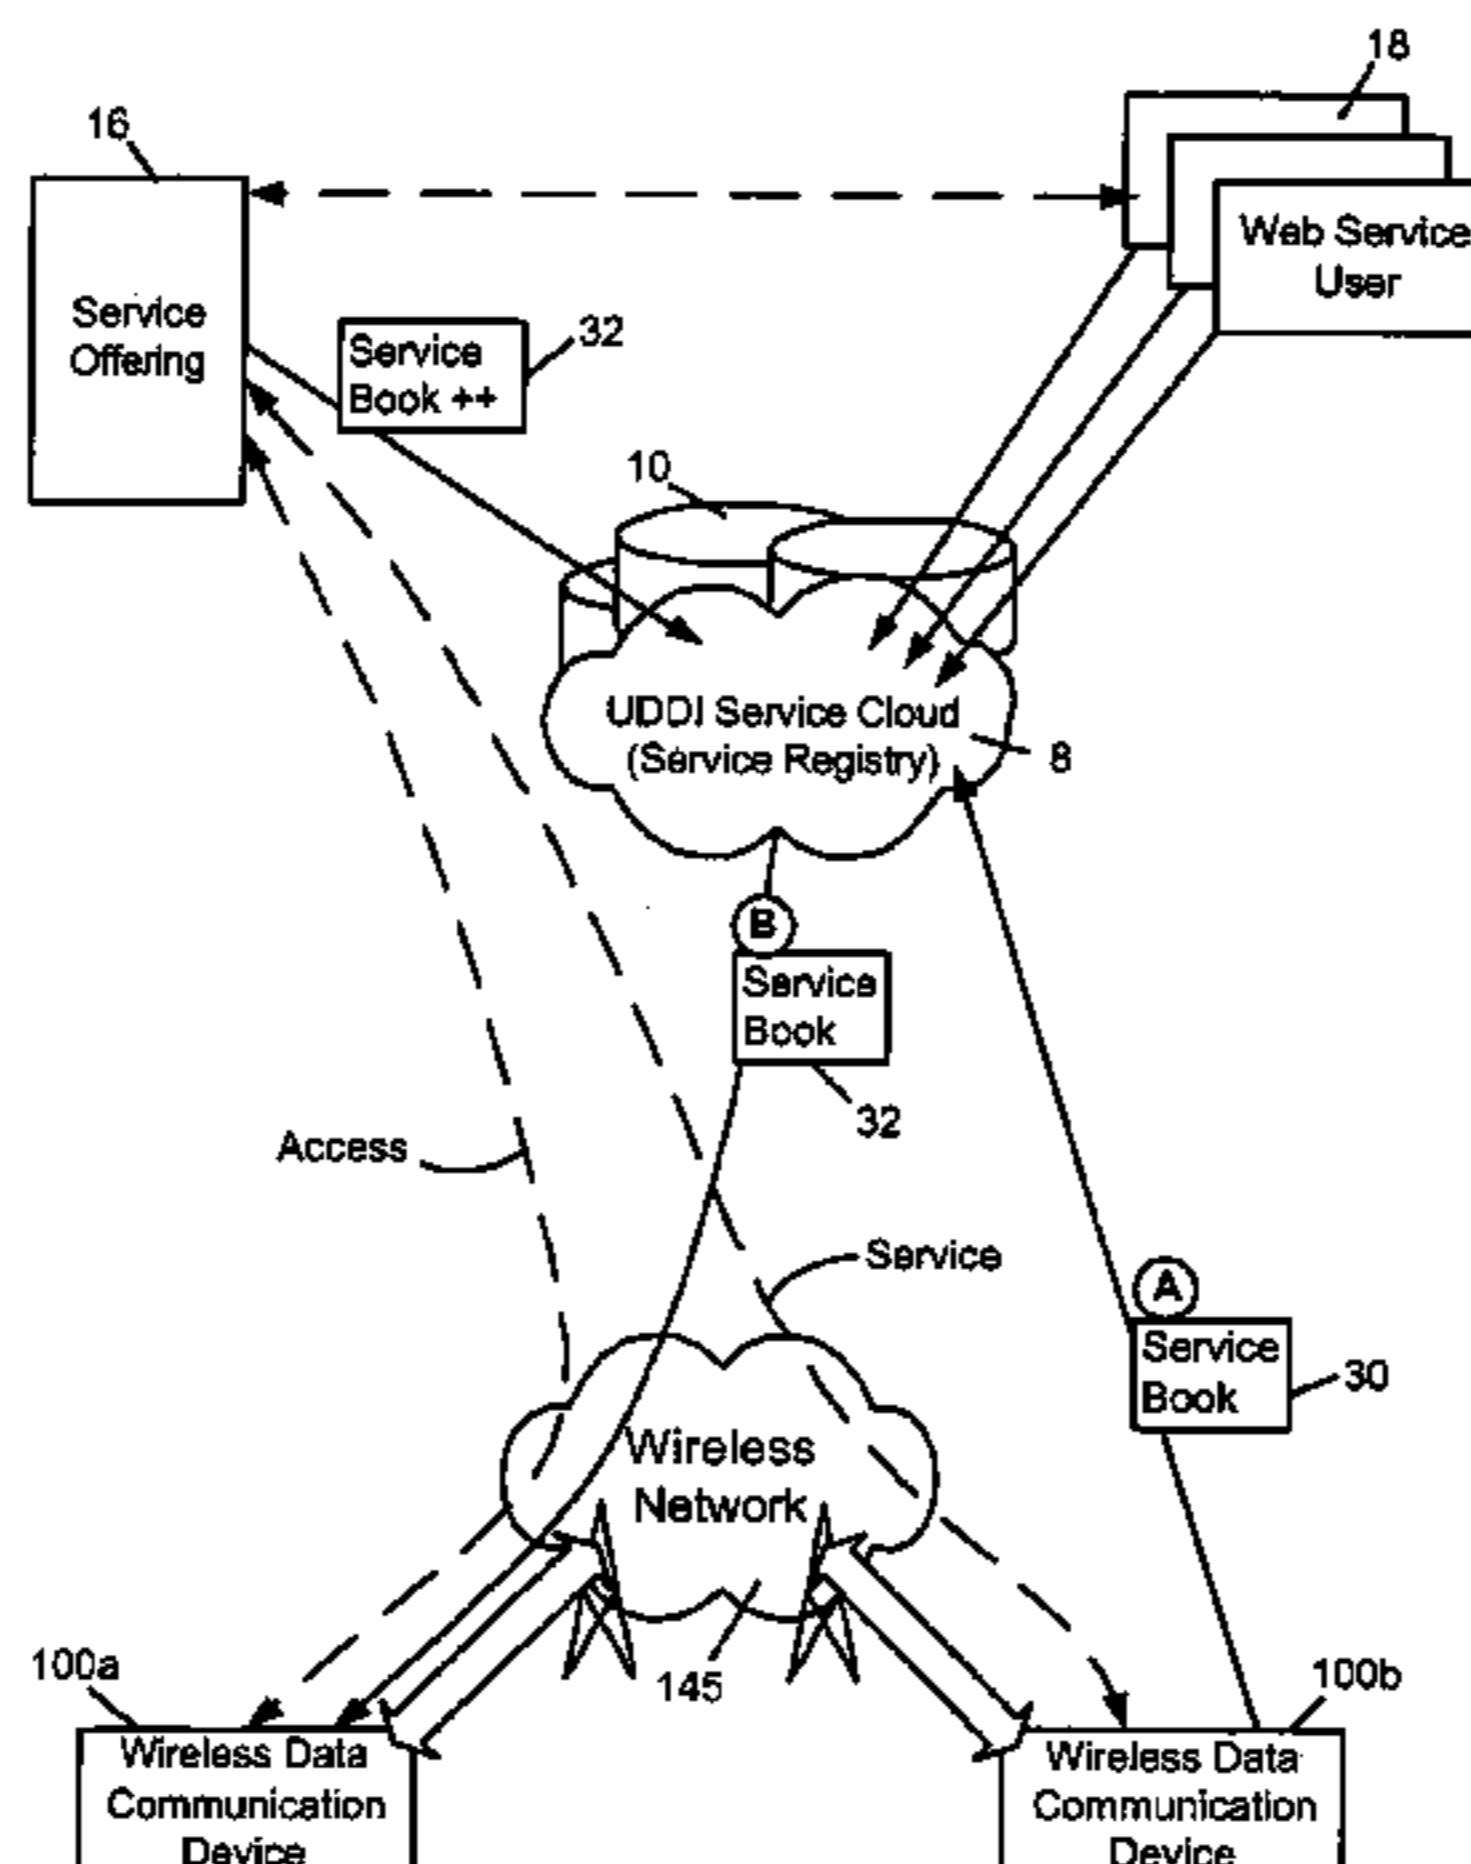 18
16
Web Service
User
Service
Offering
Service
Book ++
32
10
UDDI Service Cloud
(Service Registry)
8
B
Service
Book
32
Access
Service
A
Service
Book
30
Wireless
Network
145
100a
100b
Wireless Data
Communication
Device
Wireless Data
Communication
Device